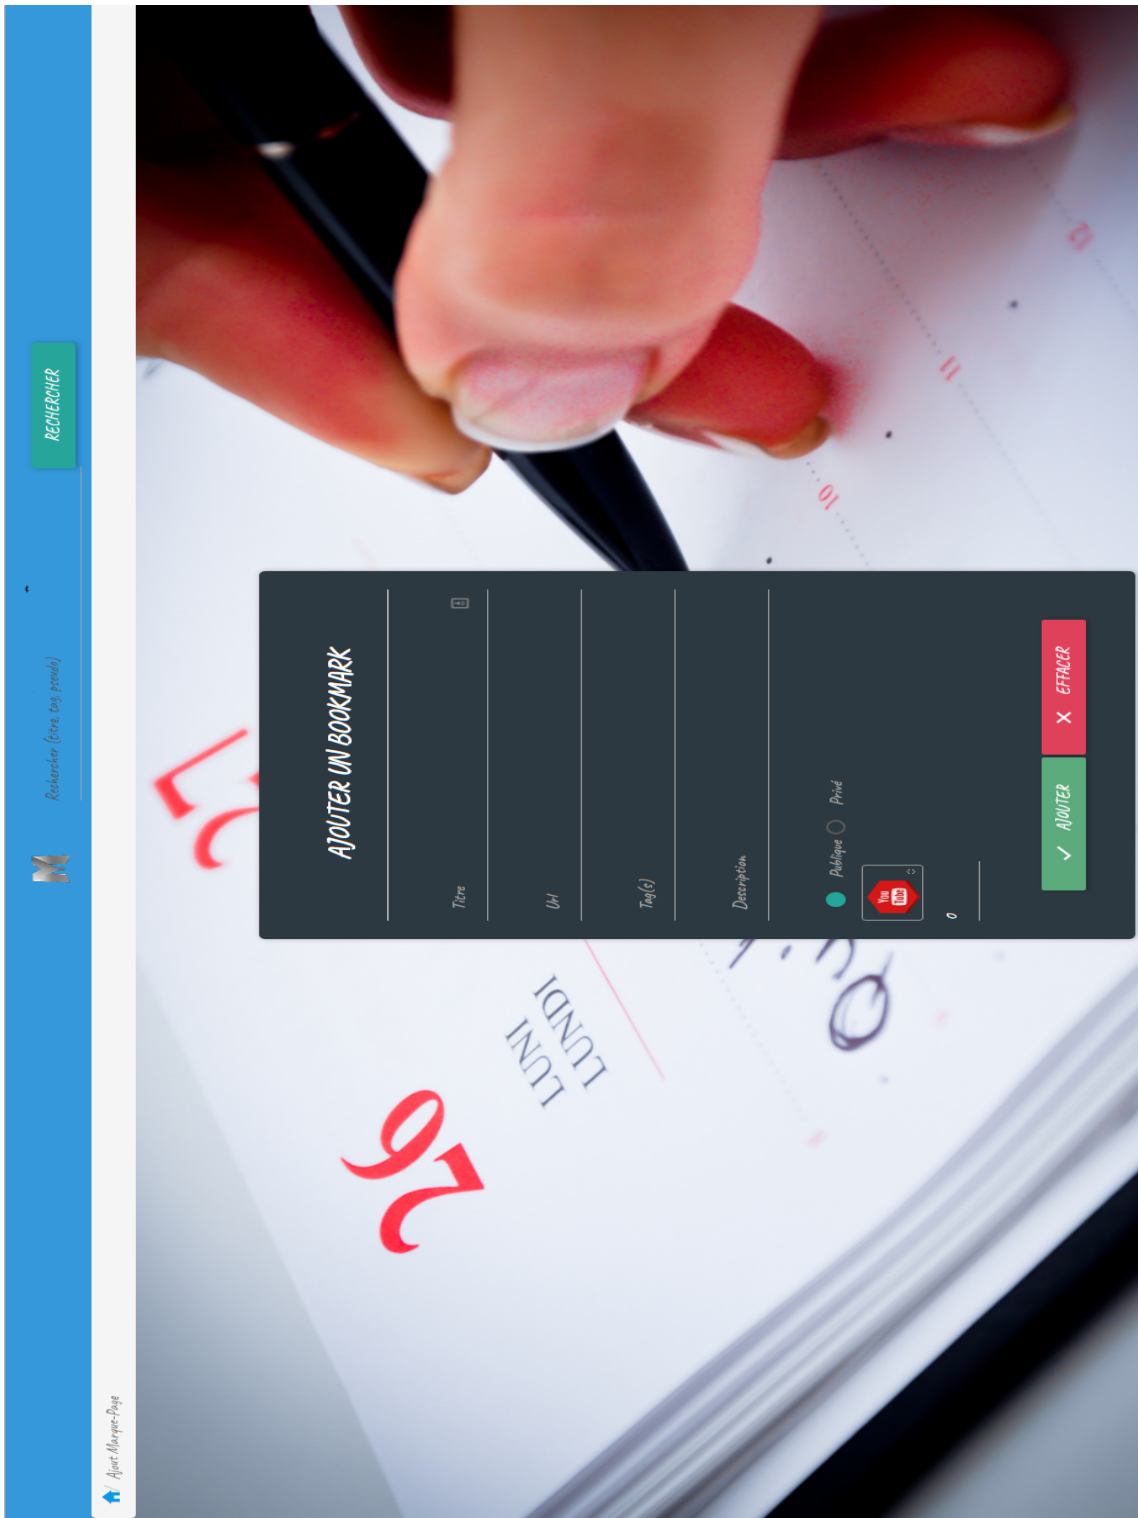 M
Rechercher (titre, tag, pseudo)
RECHERCHER
/ Ajout Marque-Page
AJOUTER UN BOOKMARK
Titre
Url
Tag(s)
Description
Publique
Privé
You Tube
0
AJOUTER
X EFFACER
26
LUNI
LUNDI
10
11
12